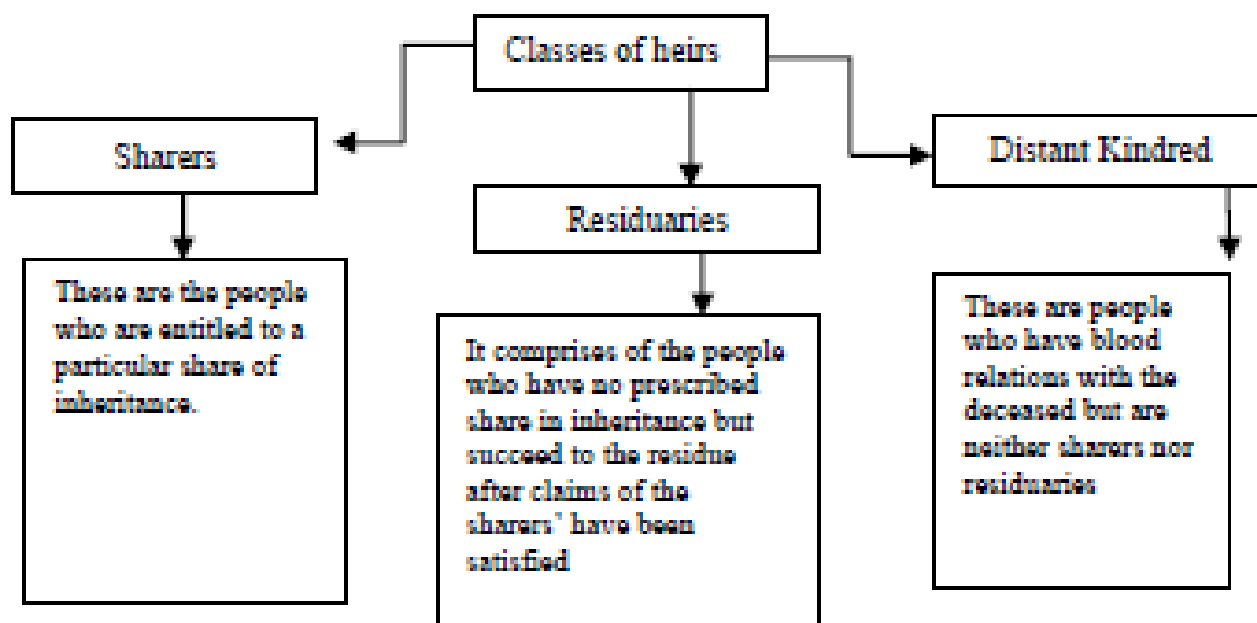 Classes of heirs
Sharers
Distant Kindred
Residuaries
These are the people
who are entitled to a
particular share of
inheritance.
It comprises of the people
who have no prescribed
share in inheritance but
succeed to the residue
after claims of the
sharers` have been
satisfied
These are people
who have blood
relations with the
deceased but are
neither sharers nor
residuaries